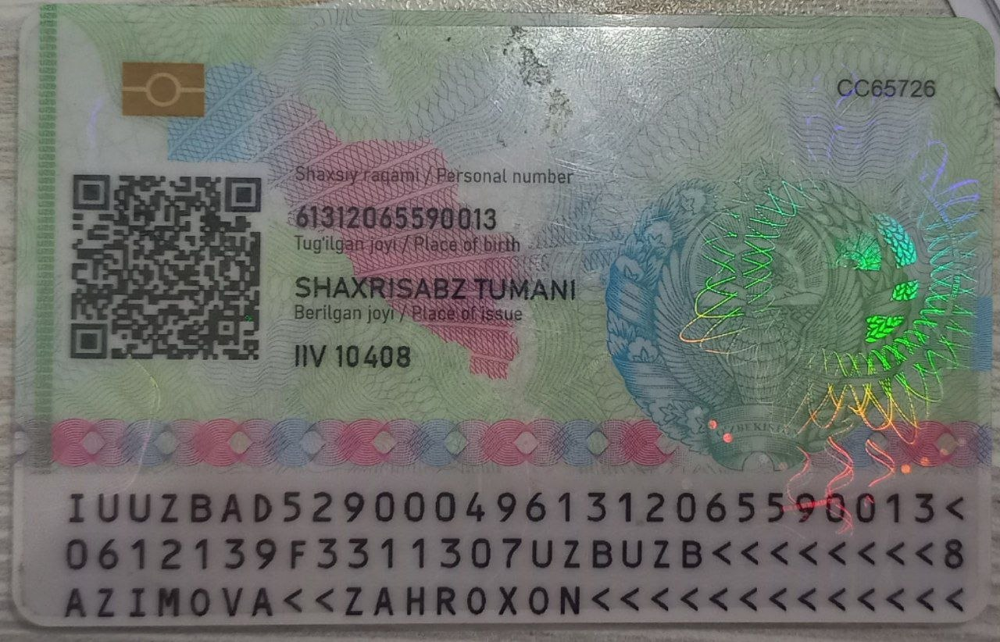 CC65726
Shaxsiy raqami / Personal number
61312065590013
Tug'ilgan joyi / Place of birth
SHAXRISABZ TUMANI
Berilgan joyi / Place of issue
IIV 10408
IUUZBAD5290004961312065590013<
0612139F3311307UZBUZB<<<<<<<<8
AZIMOVA<<ZAHROXON<<<<<<<<<<<<<